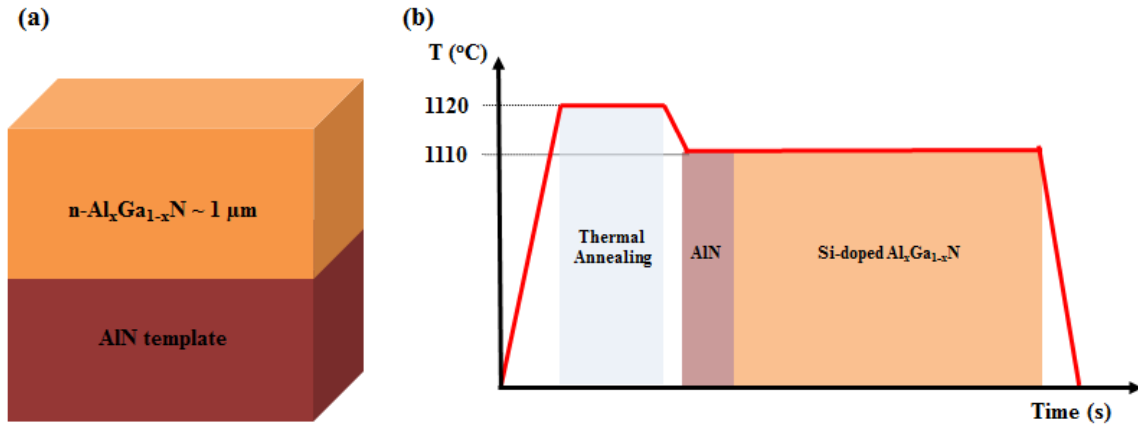 (a)
n-AlxGa1-xN ~ 1 µm
AlN template
(b)
T (°C)
1120
1110
Thermal
Annealing
AlN
Si-doped AlxGa1-xN
Time (s)